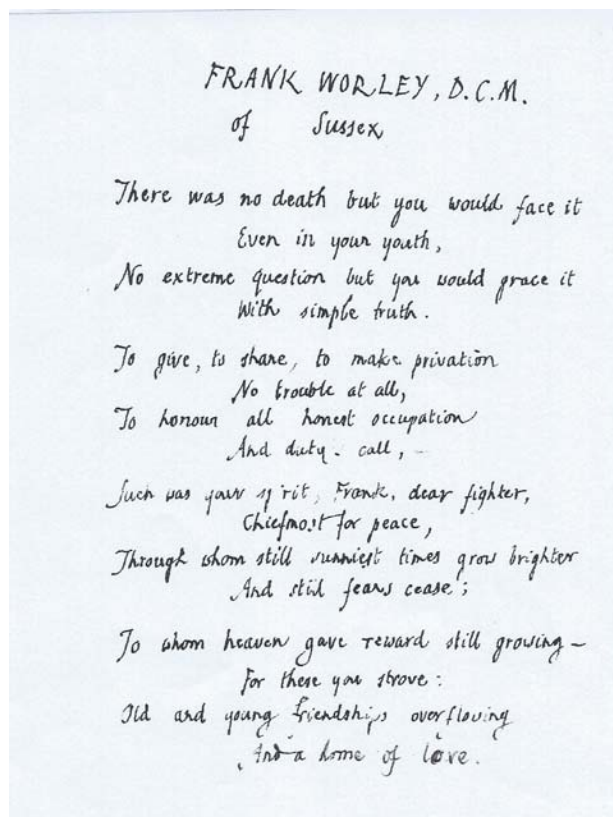 FRANK WORLEY, D.C.M.
of Sussex
There was no death but you would face it
Even in your youth,
No extreme question but you would grace it
With simple truth.
To give, to share, to make privation
No trouble at all,
To honour all honest occupation
And duty-call, –
Such was your spirit, Frank, dear fighter,
Chiefmost for peace,
Through whom still sunniest times grow brighter
And still fears cease;
To whom heaven gave reward still growing –
For these you strove:
Old and young friendships overflowing
And a home of love.